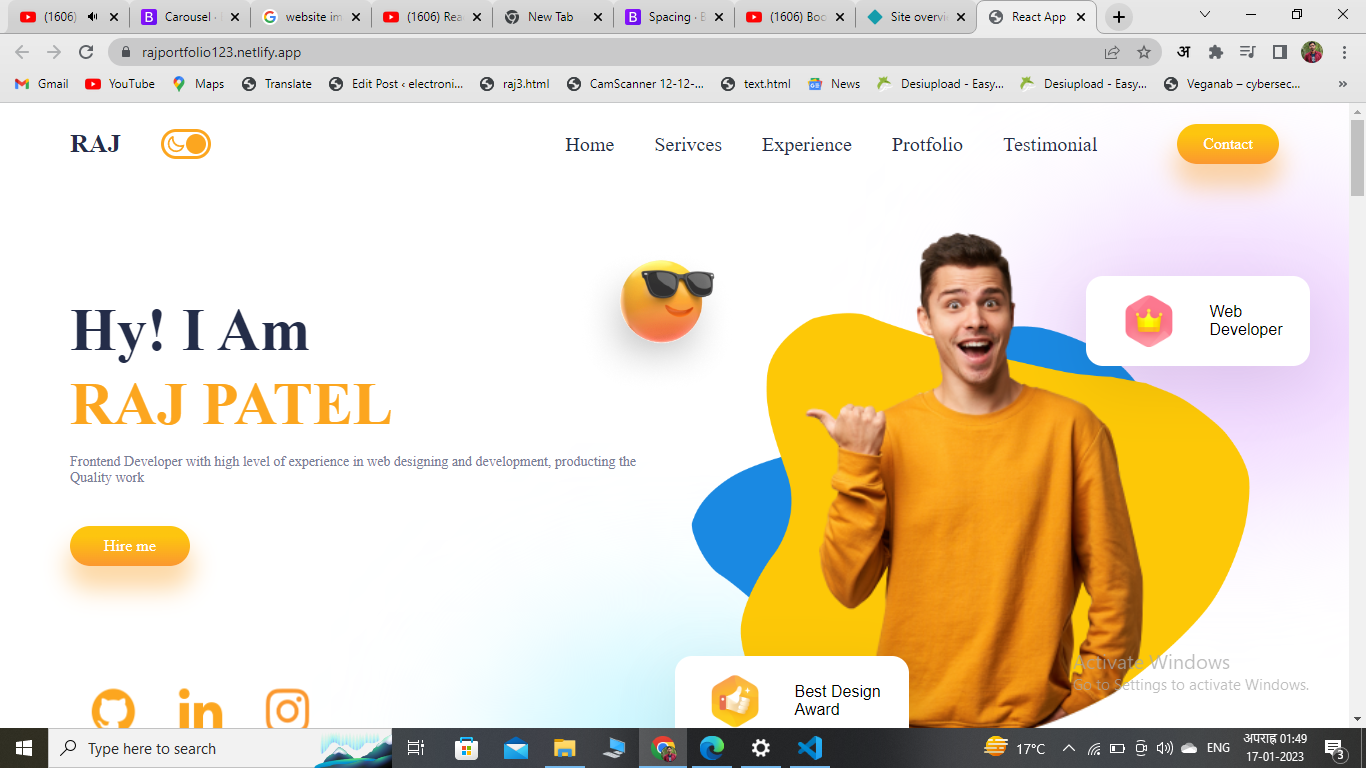 (1606)
Carousel ·
website im
(1606) Rea
New Tab
Spacing · B
(1606) Boo
Site overvi
React App
rajportfolio123.netlify.app
अ
Gmail
YouTube
Maps
Translate
Edit Post ‹ electroni...
raj3.html
CamScanner 12-12-...
text.html
News
Desiupload - Easy...
Desiupload - Easy...
Veganab – cybersec...
»
RAJ
Home
Serivces
Experience
Protfolio
Testimonial
Contact
Hy! I Am
RAJ PATEL
Frontend Developer with high level of experience in web designing and development, producting the
Quality work
Hire me
Web
Developer
Best Design
Award
Activate Windows
Go to Settings to activate Windows.
Type here to search
17°C
ENG
अपराह्न 01:49
17-01-2023
3